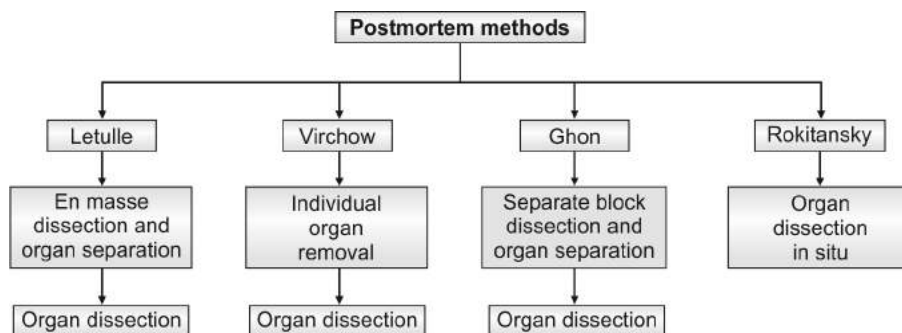 Postmortem methods
Letulle
Virchow
Ghon
Rokitansky
En masse
dissection and
organ separation
Individual
organ
removal
Separate block
dissection and
organ separation
Organ
dissection
in situ
Organ dissection
Organ dissection
Organ dissection